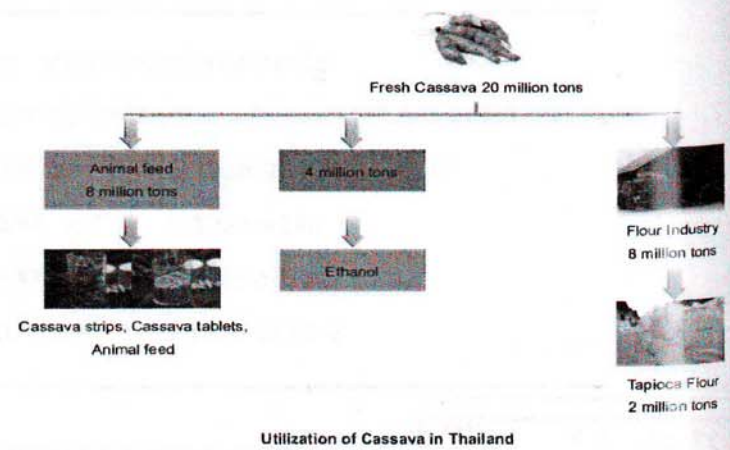 Fresh Cassava 20 million tons
Animal feed
8 million tons
4 million tons
Flour Industry
8 million tons
Ethanol
Cassava strips, Cassava tablets,
Animal feed
Tapioca Flour
2 million tons
Utilization of Cassava in Thailand